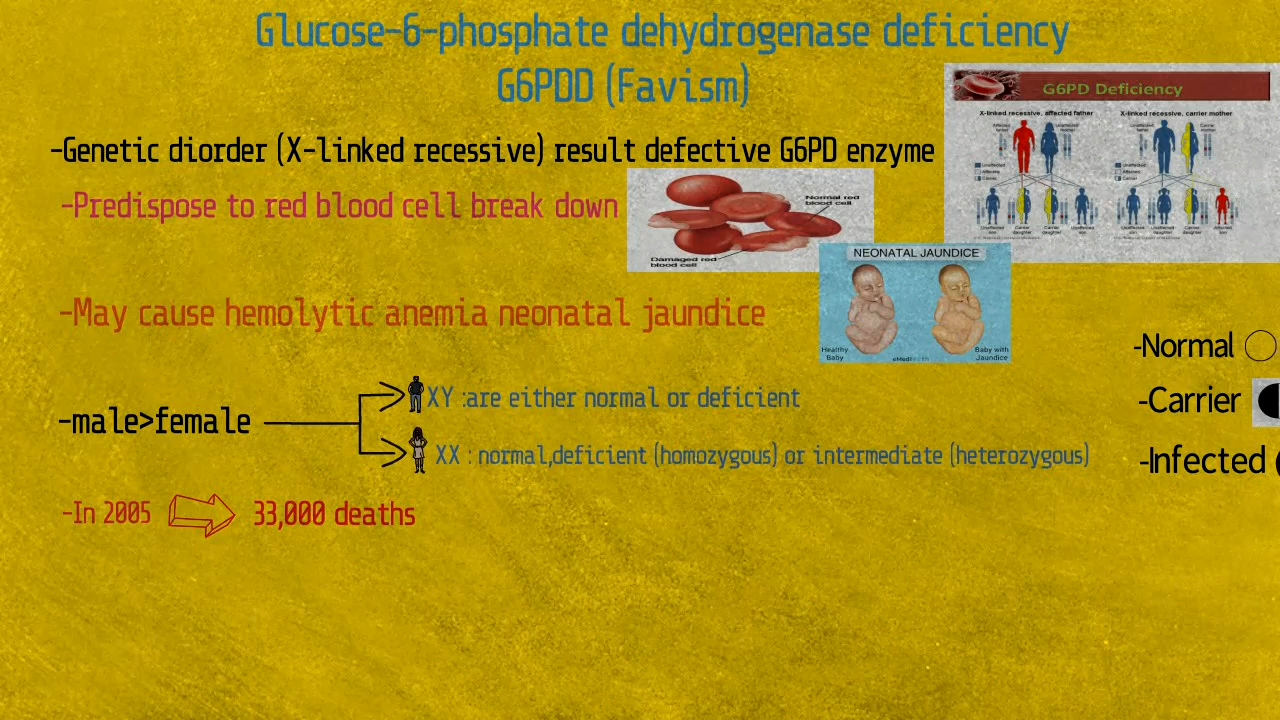 Glucose-6-phosphate dehydrogenase deficiency
G6PDD (Favism)
G6PD Deficiency
X-linked recessive, affected father
X-linked recessive, carrier mother
-Genetic diorder (X-linked recessive) result defective G6PD enzyme
-Predispose to red blood cell break down
Normal red
blood cell
Damaged red
blood cell
NEONATAL JAUNDICE
Healthy
Baby
Baby with
Jaundice
-May cause hemolytic anemia neonatal jaundice
-Normal
-Carrier
-Infected
-male>female
XY :are either normal or deficient
XX : normal,deficient (homozygous) or intermediate (heterozygous)
-In 2005
33,000 deaths